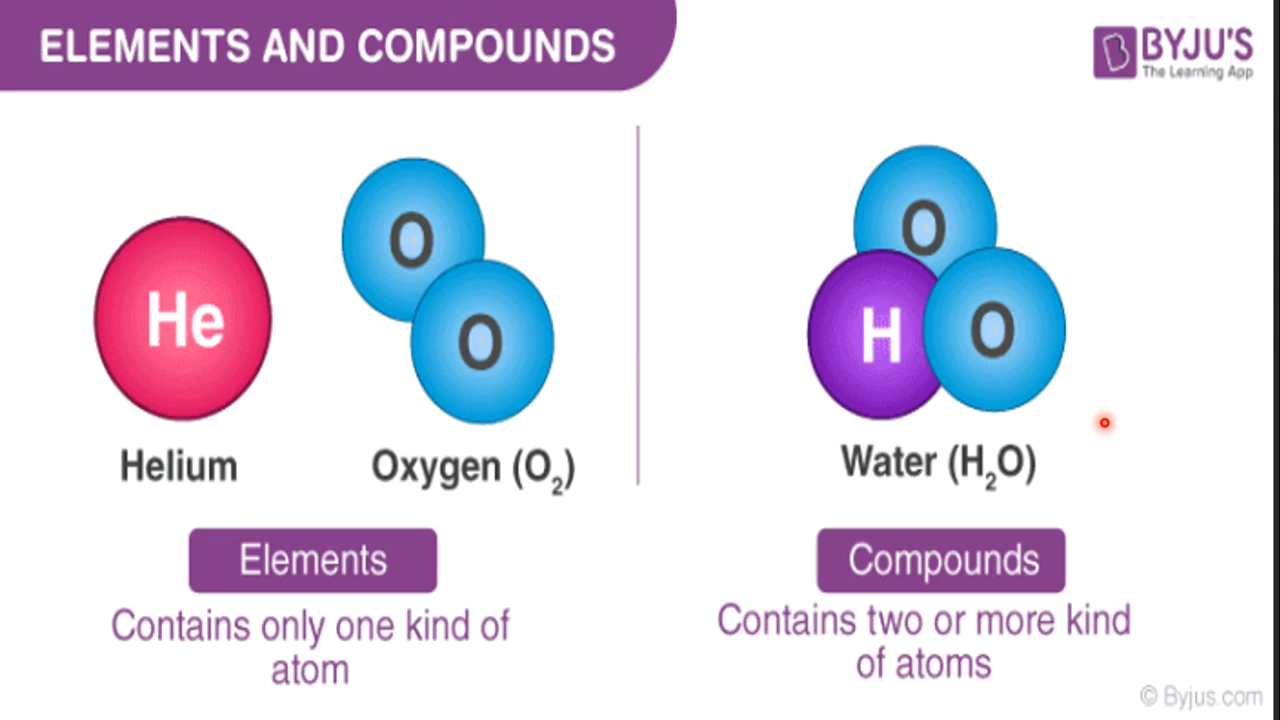 ELEMENTS AND COMPOUNDS
BYJU'S
The Learning App
He
O
O
O
H
O
Helium
Oxygen (O₂)
Water (H₂O)
Elements
Compounds
Contains only one kind of
atom
Contains two or more kind
of atoms
© Byjus.com